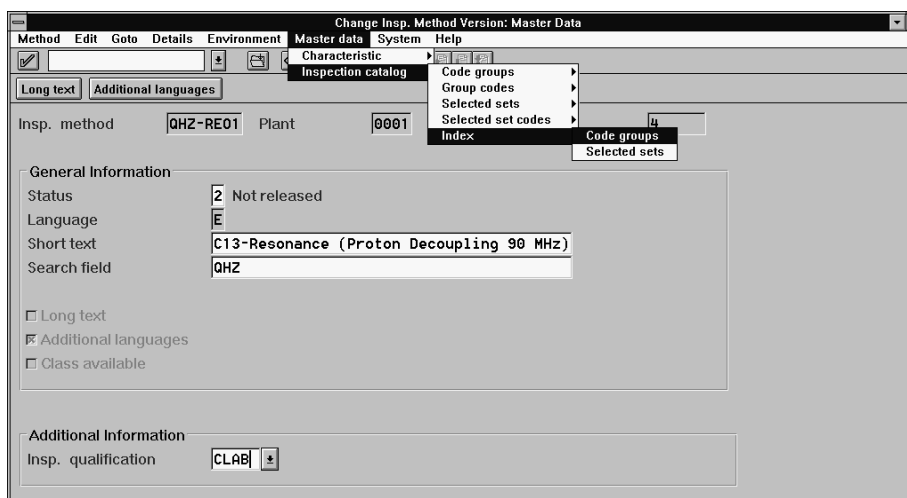 Change Insp. Method Version: Master Data
Method Edit Goto Details Environment Master data System Help
Characteristic
Inspection catalog
Code groups
Group codes
Selected sets
Selected set codes
Index
Code groups
Selected sets
Long text Additional languages
Insp. method QHZ-RE01 Plant 0001 4
General Information
Status 2 Not released
Language E
Short text C13-Resonance (Proton Decoupling 90 MHz)
Search field QHZ
Long text
Additional languages
Class available
Additional Information
Insp. qualification CLAB